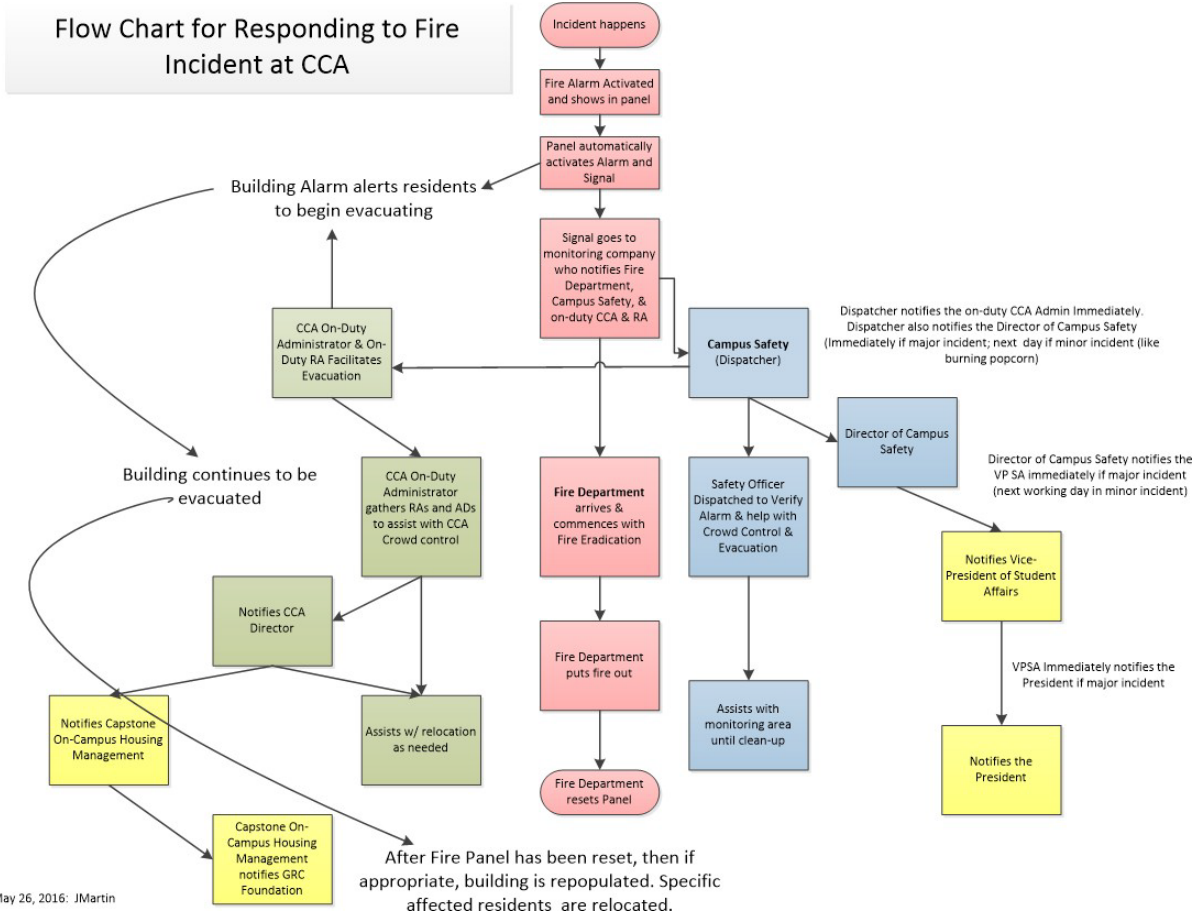 Flow Chart for Responding to Fire
Incident at CCA
Incident happens
Fire Alarm Activated
and shows in panel
Panel automatically
activates Alarm and
Signal
Building Alarm alerts residents
to begin evacuating
Signal goes to
monitoring company
who notifies Fire
Department,
Campus Safety, &
on-duty CCA & RA
CCA On-Duty
Administrator & On-
Duty RA Facilitates
Evacuation
Campus Safety
(Dispatcher)
Dispatcher notifies the on-duty CCA Admin Immediately.
Dispatcher also notifies the Director of Campus Safety
(Immediately if major incident; next day if minor incident (like
burning popcorn)
Director of Campus
Safety
Director of Campus Safety notifies the
VP SA immediately if major incident
(next working day in minor incident)
Building continues to be
evacuated
CCA On-Duty
Administrator
gathers RAs and ADs
to assist with CCA
Crowd control
Fire Department
arrives &
commences with
Fire Eradication
Safety Officer
Dispatched to Verify
Alarm & help with
Crowd Control &
Evacuation
Notifies Vice-
President of Student
Affairs
Notifies CCA
Director
Fire Department
puts fire out
VPSA Immediately notifies the
President if major incident
Notifies Capstone
On-Campus Housing
Management
Assists w/ relocation
as needed
Assists with
monitoring area
until clean-up
Notifies the
President
Fire Department
resets Panel
Capstone On-
Campus Housing
Management
notifies GRC
Foundation
After Fire Panel has been reset, then if
appropriate, building is repopulated. Specific
affected residents are relocated.
May 26, 2016: JMartin